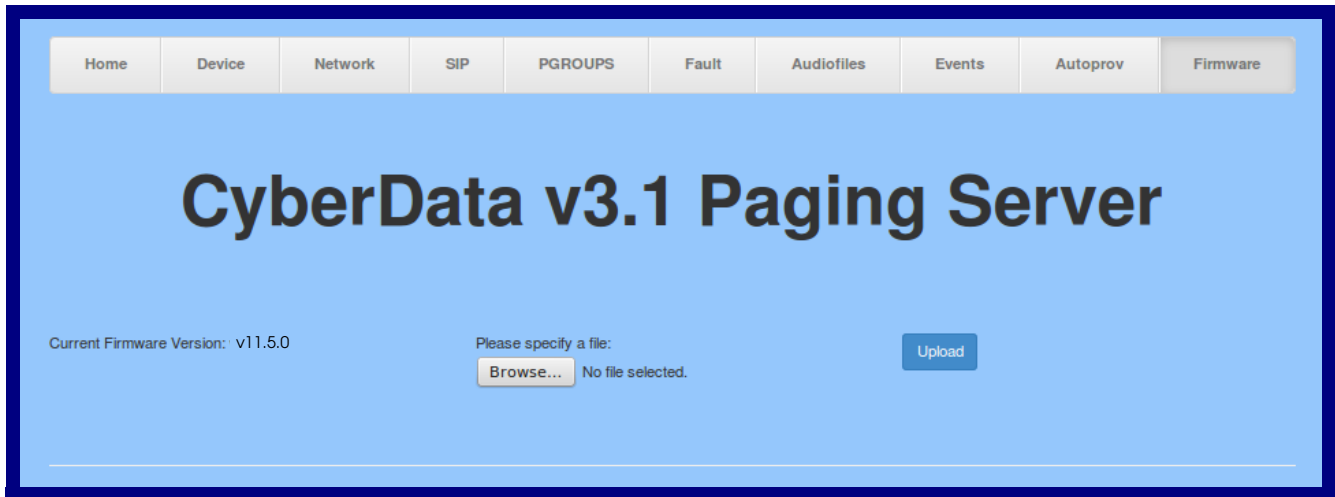 Home Device Network SIP PGROUPS Fault Audiofiles Events Autoprov Firmware
CyberData v3.1 Paging Server
Current Firmware Version: v11.5.0 Please specify a file: Upload
Browse... No file selected.